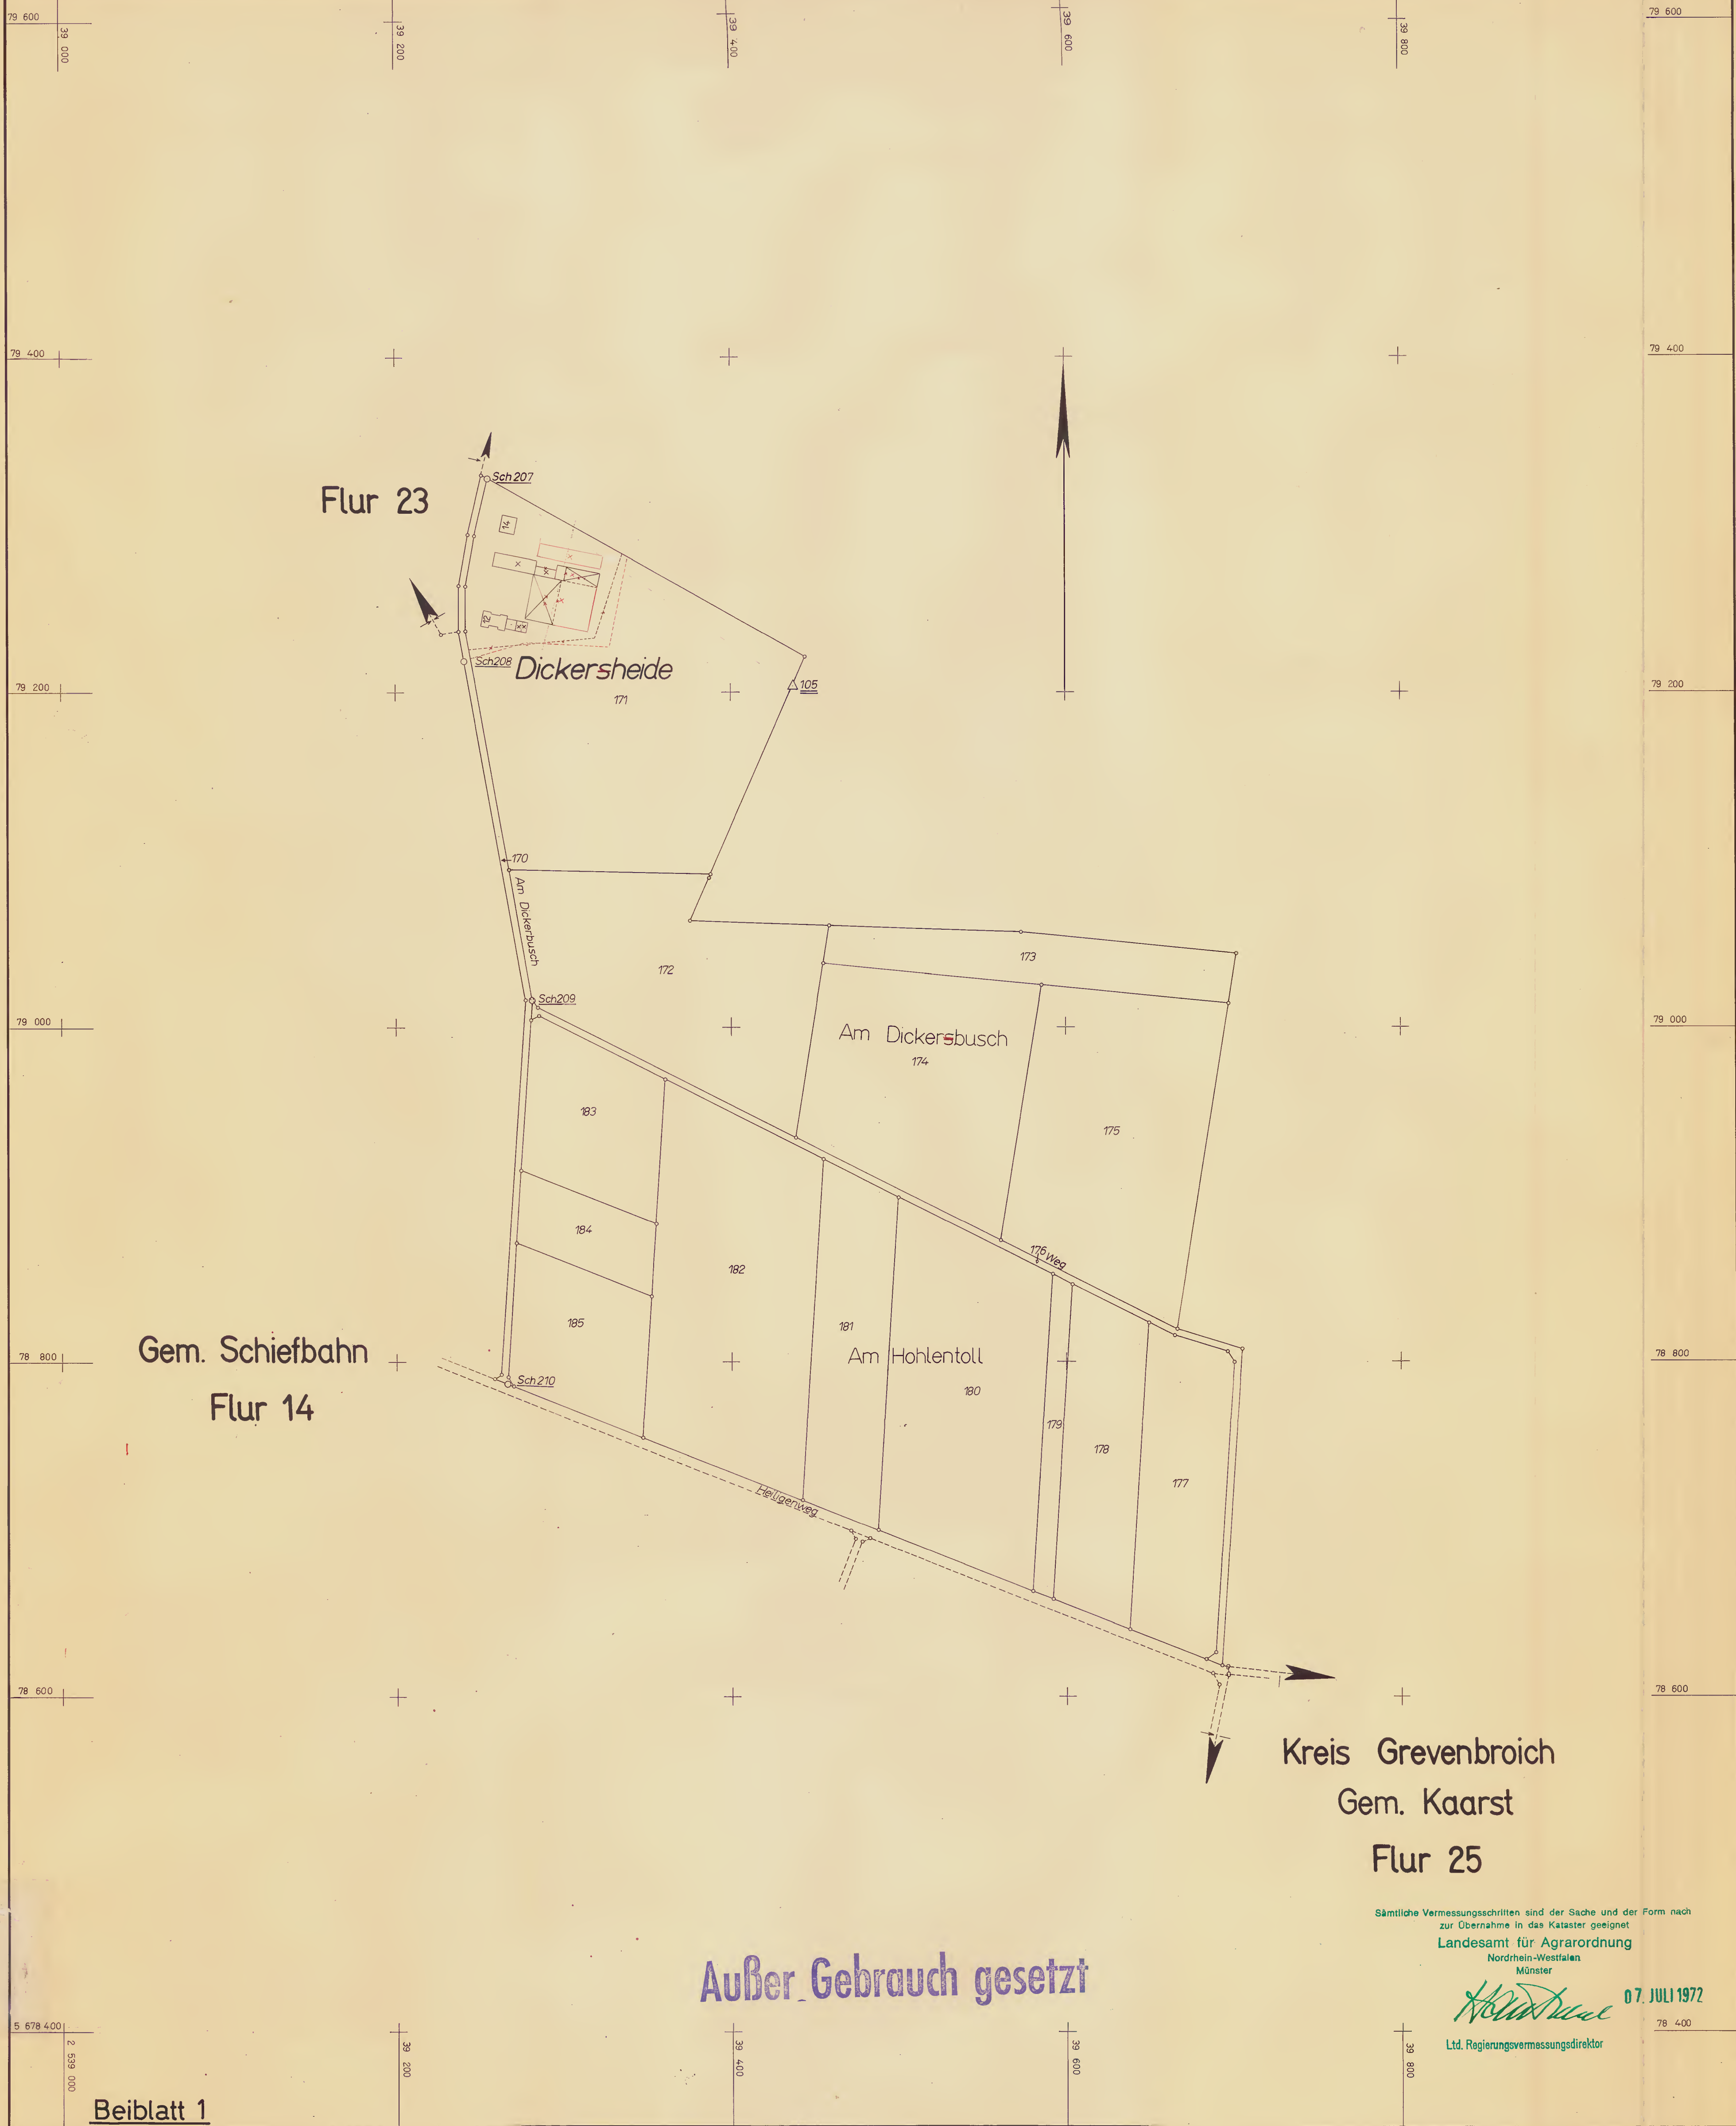 79 600
39 000
39 200
39 400
39 600
39 800
79 600
79 400
79 400
Sch 207
Flur 23
14
12
Sch208
Dickersheide
171
105
79 200
79 200
170
Am Dickerbusch
172
173
Sch209
79 000
79 000
Am Dickersbusch
174
175
183
184
182
176 Weg
185
181
Gem. Schiefbahn
Flur 14
78 800
78 800
Am Hohlentoll
180
Sch210
179
178
177
Heiligenweg
78 600
78 600
Kreis Grevenbroich
Gem. Kaarst
Flur 25
Sämtliche Vermessungsschriften sind der Sache und der Form nach
zur Übernahme in das Kataster geeignet
Landesamt für Agrarordnung
Nordrhein-Westfalen
Münster
07. JULI 1972
Ltd. Regierungsvermessungsdirektor
Außer Gebrauch gesetzt
5 678 400
78 400
2 539 000
39 200
39 400
39 600
39 800
Beiblatt 1